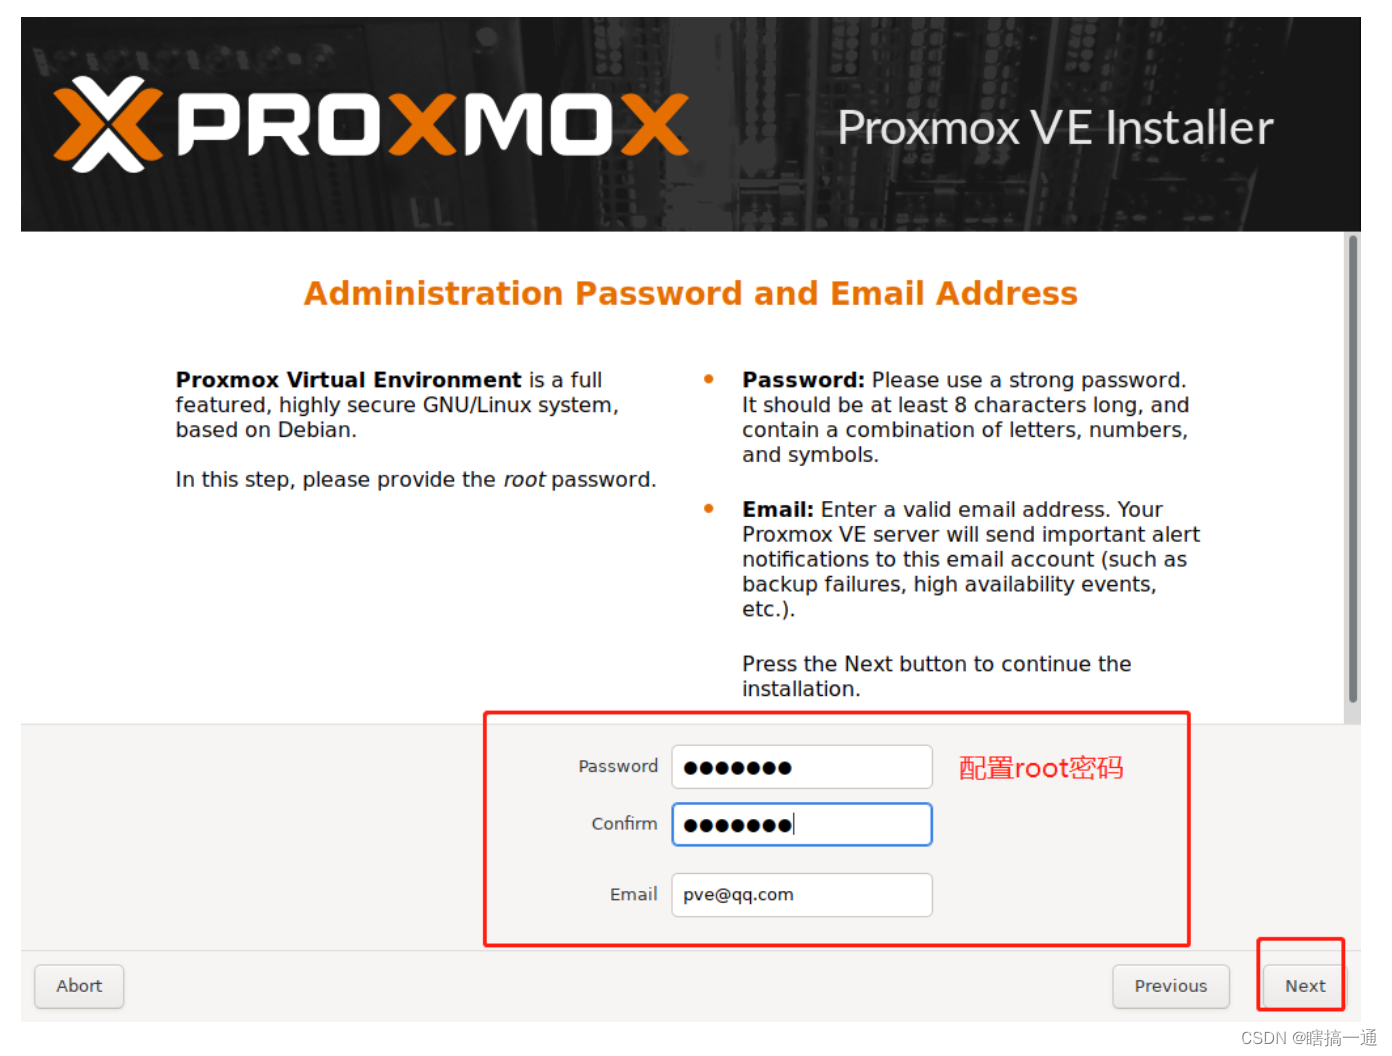 PROXMOX
Proxmox VE Installer
Administration Password and Email Address
Proxmox Virtual Environment is a full
featured, highly secure GNU/Linux system,
based on Debian.
In this step, please provide the root password.
Password: Please use a strong password.
It should be at least 8 characters long, and
contain a combination of letters, numbers,
and symbols.
Email: Enter a valid email address. Your
Proxmox VE server will send important alert
notifications to this email account (such as
backup failures, high availability events,
etc.).
Press the Next button to continue the
installation.
Password ●●●●●●● 配置root密码
Confirm ●●●●●●●
Email pve@qq.com
Abort Previous Next
CSDN @瞎搞一通